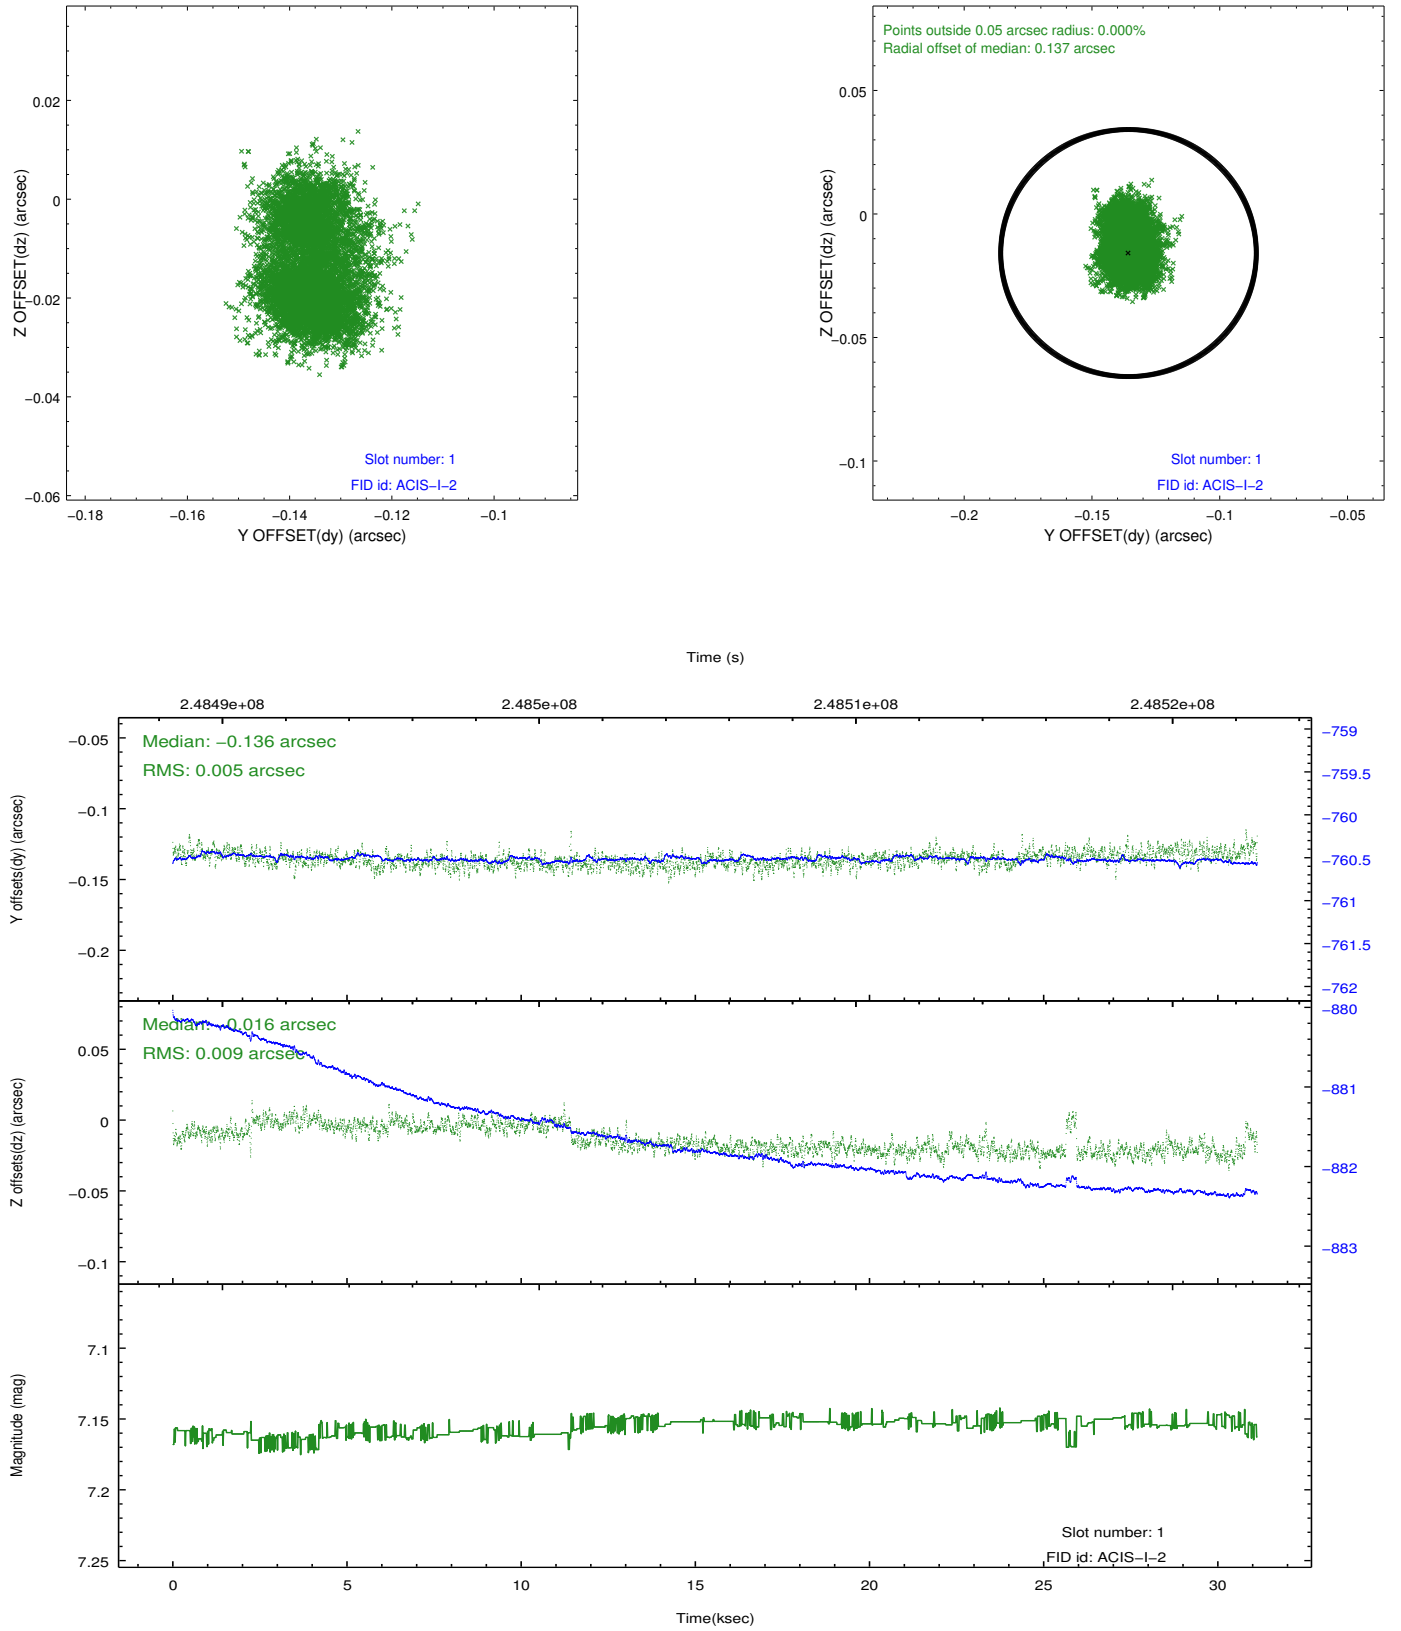 0.02
0
−0.02
−0.04
−0.06
Z OFFSET(dz) (arcsec)
Slot number: 1
FID id: ACIS−I−2
−0.18
−0.16
−0.14
−0.12
−0.1
Y OFFSET(dy) (arcsec)
Points outside 0.05 arcsec radius: 0.000%
Radial offset of median: 0.137 arcsec
0.05
0
−0.05
−0.1
Z OFFSET(dz) (arcsec)
Slot number: 1
FID id: ACIS−I−2
−0.2
−0.15
−0.1
−0.05
Y OFFSET(dy) (arcsec)
Time (s)
2.4849e+08
2.485e+08
2.4851e+08
2.4852e+08
−0.05
−0.1
−0.15
−0.2
Y offsets(dy) (arcsec)
Median: −0.136 arcsec
RMS: 0.005 arcsec
−759
−759.5
−760
−760.5
−761
−761.5
−762
0.05
0
−0.05
−0.1
Z offsets(dz) (arcsec)
Median: −0.016 arcsec
RMS: 0.009 arcsec
−880
−881
−882
−883
7.1
7.15
7.2
7.25
Magnitude (mag)
Slot number: 1
FID id: ACIS−I−2
0
5
10
15
20
25
30
Time(ksec)